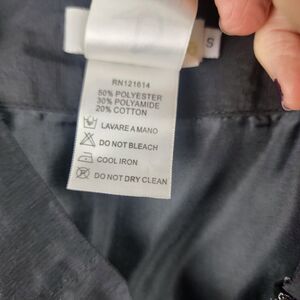 S
RN121614
50% POLYESTER
30% POLYAMIDE
20% COTTON
LAVARE A MANO
DO NOT BLEACH
COOL IRON
DO NOT DRY CLEAN